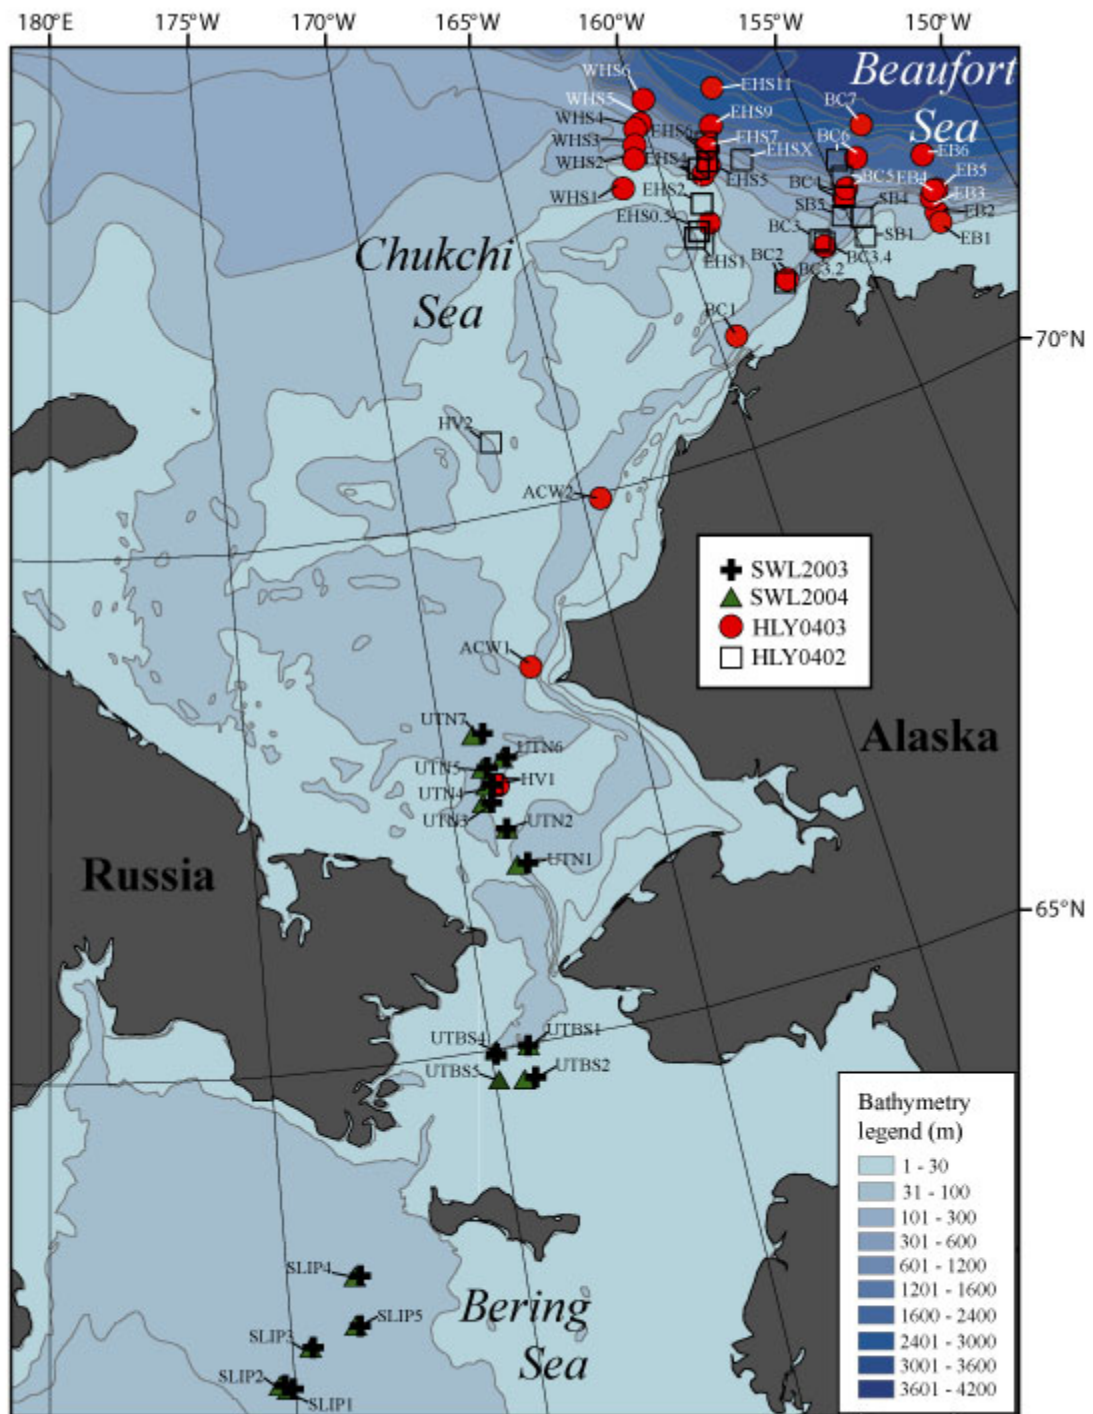 180°E 175°W 170°W 165°W 160°W 155°W 150°W
Beaufort
Sea
WHS6
EHS11
WHS5
BC7
WHS4
EHS9
EHS6
WHS3
EHS7
BC6
EHSX
EB6
WHS2
EHS4
EHS5
BC5
EB4
EB5
BC4
WHS1
EHS2
SB5
SB4
EB3
EB2
EHS0.5
BC3
SB1
EB1
Chukchi
Sea
EHS1
BC2
BC3.4
BC3.2
BC1
70°N
HV2
ACW2
SWL2003
SWL2004
HLY0403
HLY0402
ACW1
UTN7
UTN6
Alaska
UTN5
HV1
UTN4
UTN3
UTN2
UTN1
Russia
65°N
UTBS4
UTBS1
UTBS5
UTBS2
Bathymetry
legend (m)
1 - 30
31 - 100
101 - 300
301 - 600
601 - 1200
1201 - 1600
1600 - 2400
2401 - 3000
3001 - 3600
3601 - 4200
SLIP4
Bering
Sea
SLIP5
SLIP3
SLIP2
SLIP1